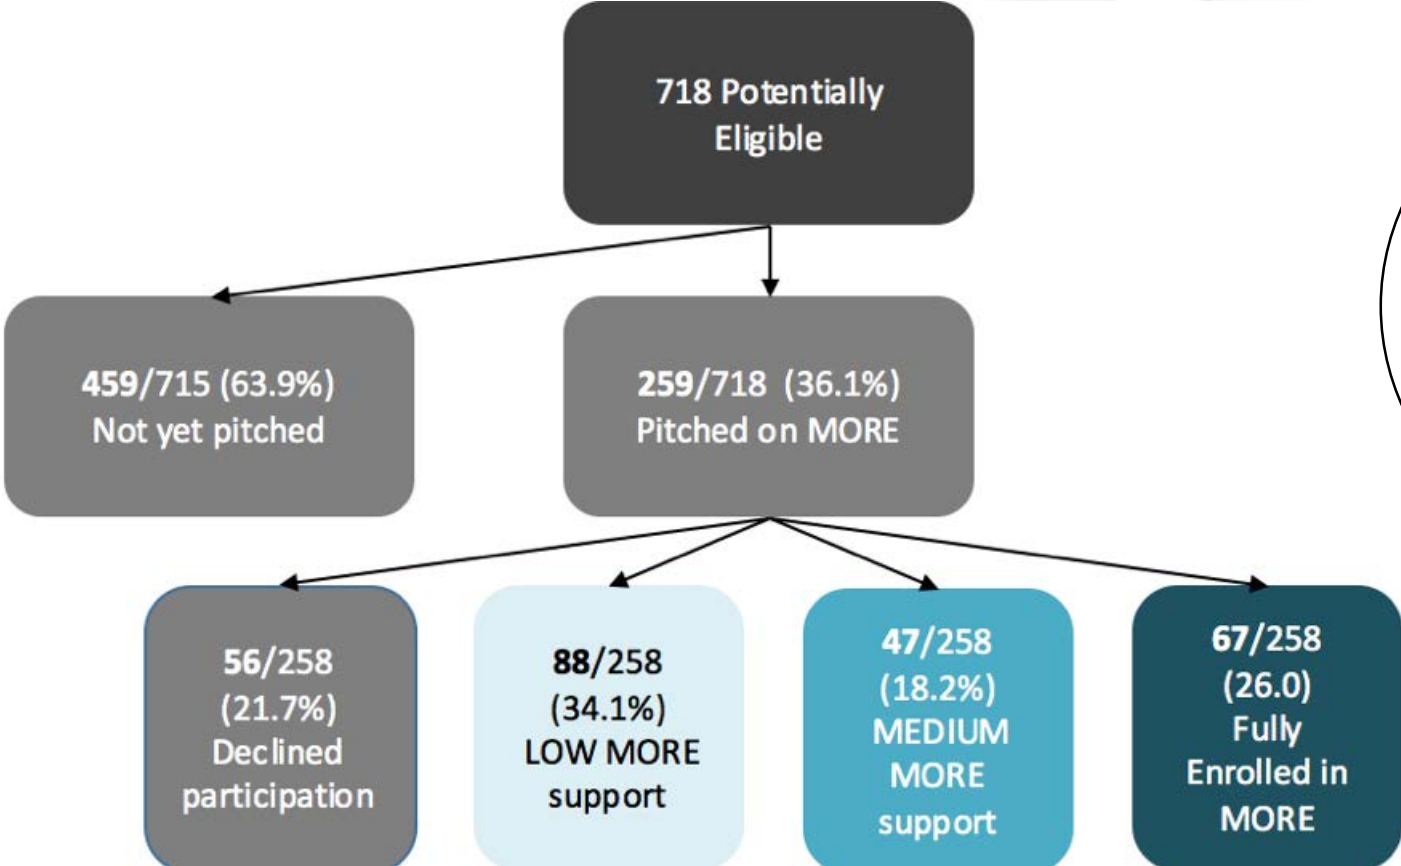 718 Potentially
Eligible
459/715 (63.9%)
Not yet pitched
259/718 (36.1%)
Pitched on MORE
56/258
(21.7%)
Declined
participation
88/258
(34.1%)
LOW MORE
support
47/258
(18.2%)
MEDIUM
MORE
support
67/258
(26.0)
Fully
Enrolled in
MORE